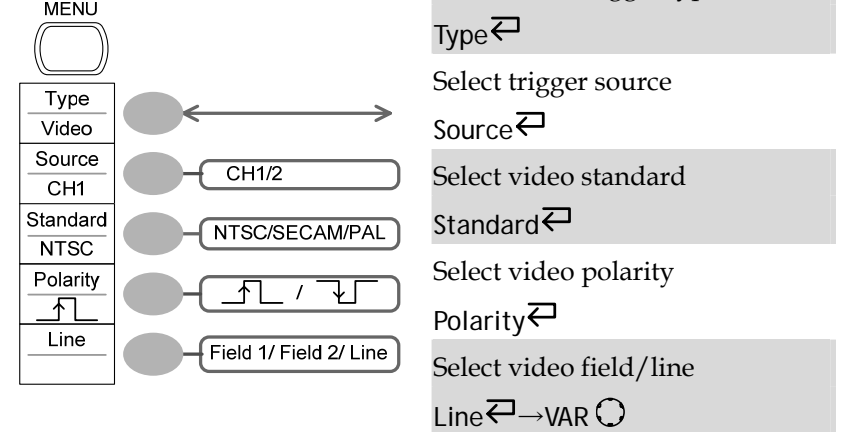 MENU
Type
Video
Source
CH1
Standard
NTSC
Polarity
Line
CH1/2
NTSC/SECAM/PAL
/
Field 1/ Field 2/ Line
Type
Select trigger source
Source
Select video standard
Standard
Select video polarity
Polarity
Select video field/line
Line→VAR